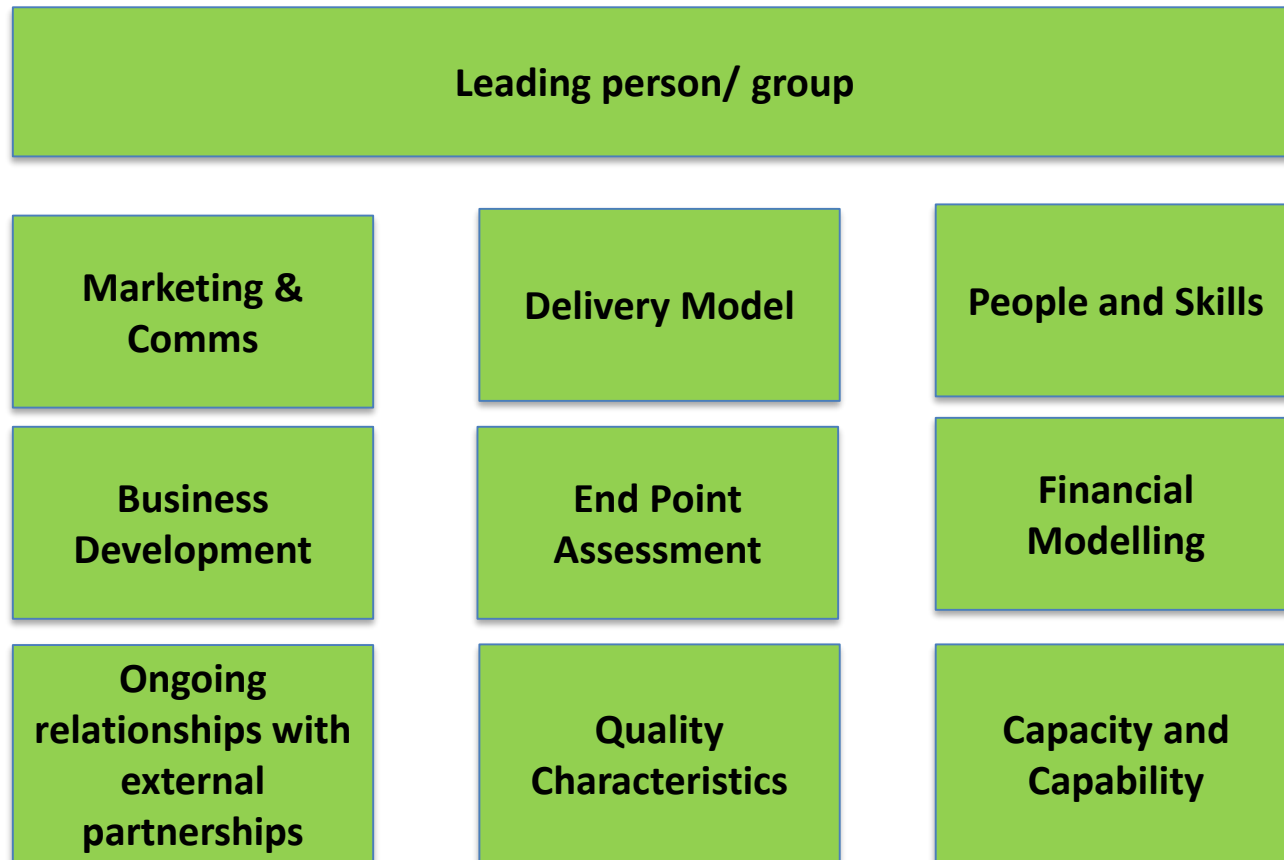 Leading person/ group
Marketing &
Comms
Delivery Model
People and Skills
Business
Development
End Point
Assessment
Financial
Modelling
Ongoing
relationships with
external
partnerships
Quality
Characteristics
Capacity and
Capability